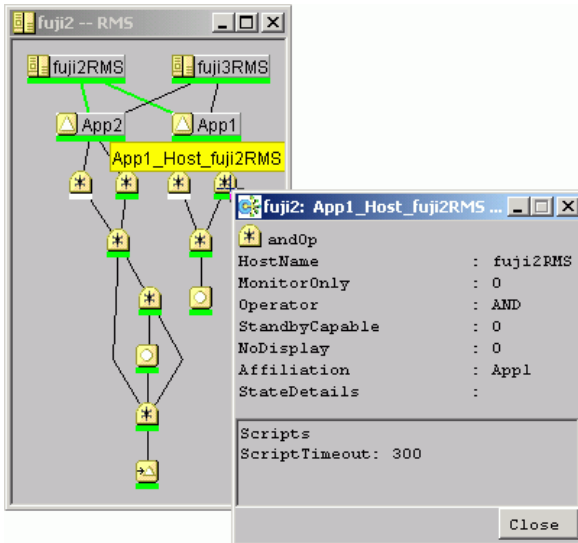 fuji2 -- RMS
fuji2RMS
fuji3RMS
App2
App1
App1_Host_fuji2RMS
fuji2: App1_Host_fuji2RMS ...
andOp
HostName : fuji2RMS
MonitorOnly : 0
Operator : AND
StandbyCapable : 0
NoDisplay : 0
Affiliation : App1
StateDetails :
Scripts
ScriptTimeout: 300
Close